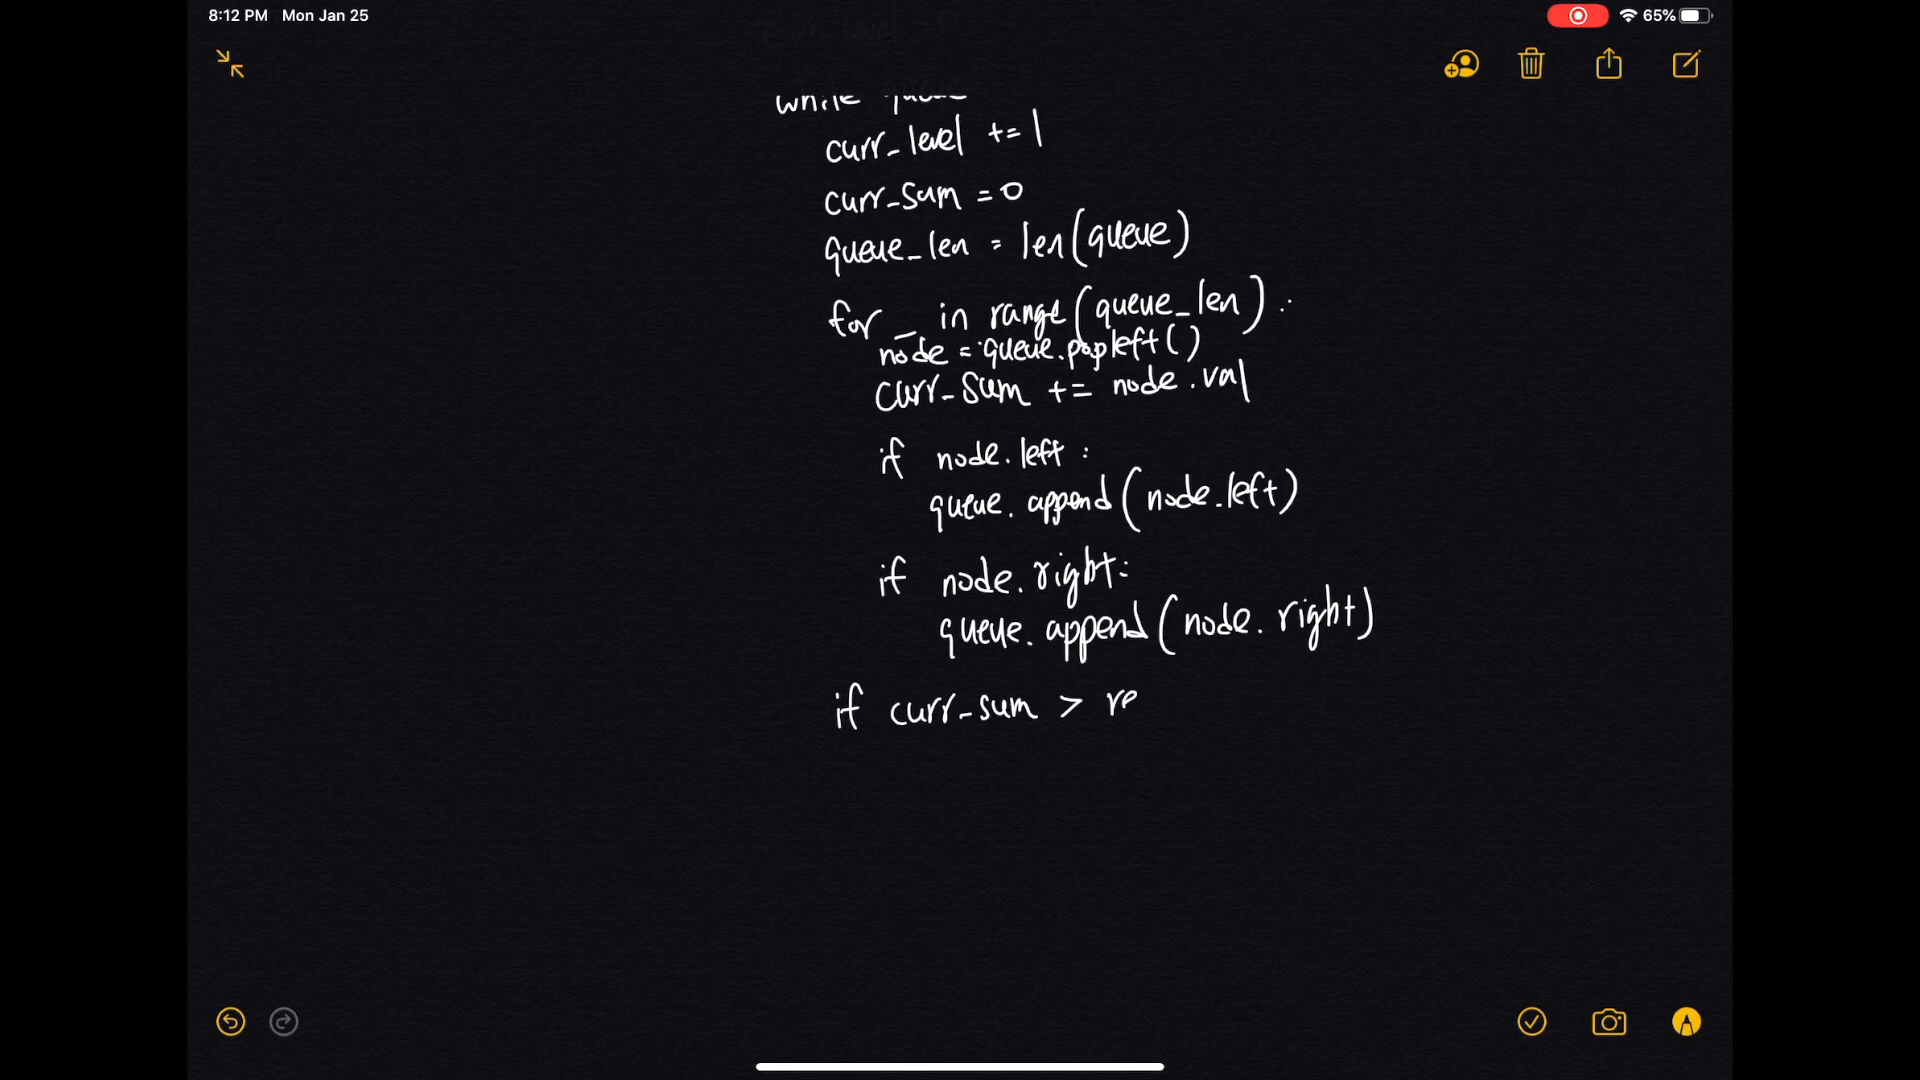 8:12 PM Mon Jan 25
65%
while queue
curr_level += 1
curr_sum = 0
queue_len = len(queue)
for _ in range(queue_len) :
node = queue.popleft()
curr_sum += node.val
if node.left :
queue.append(node.left)
if node.right:
queue.append(node.right)
if curr_sum > re